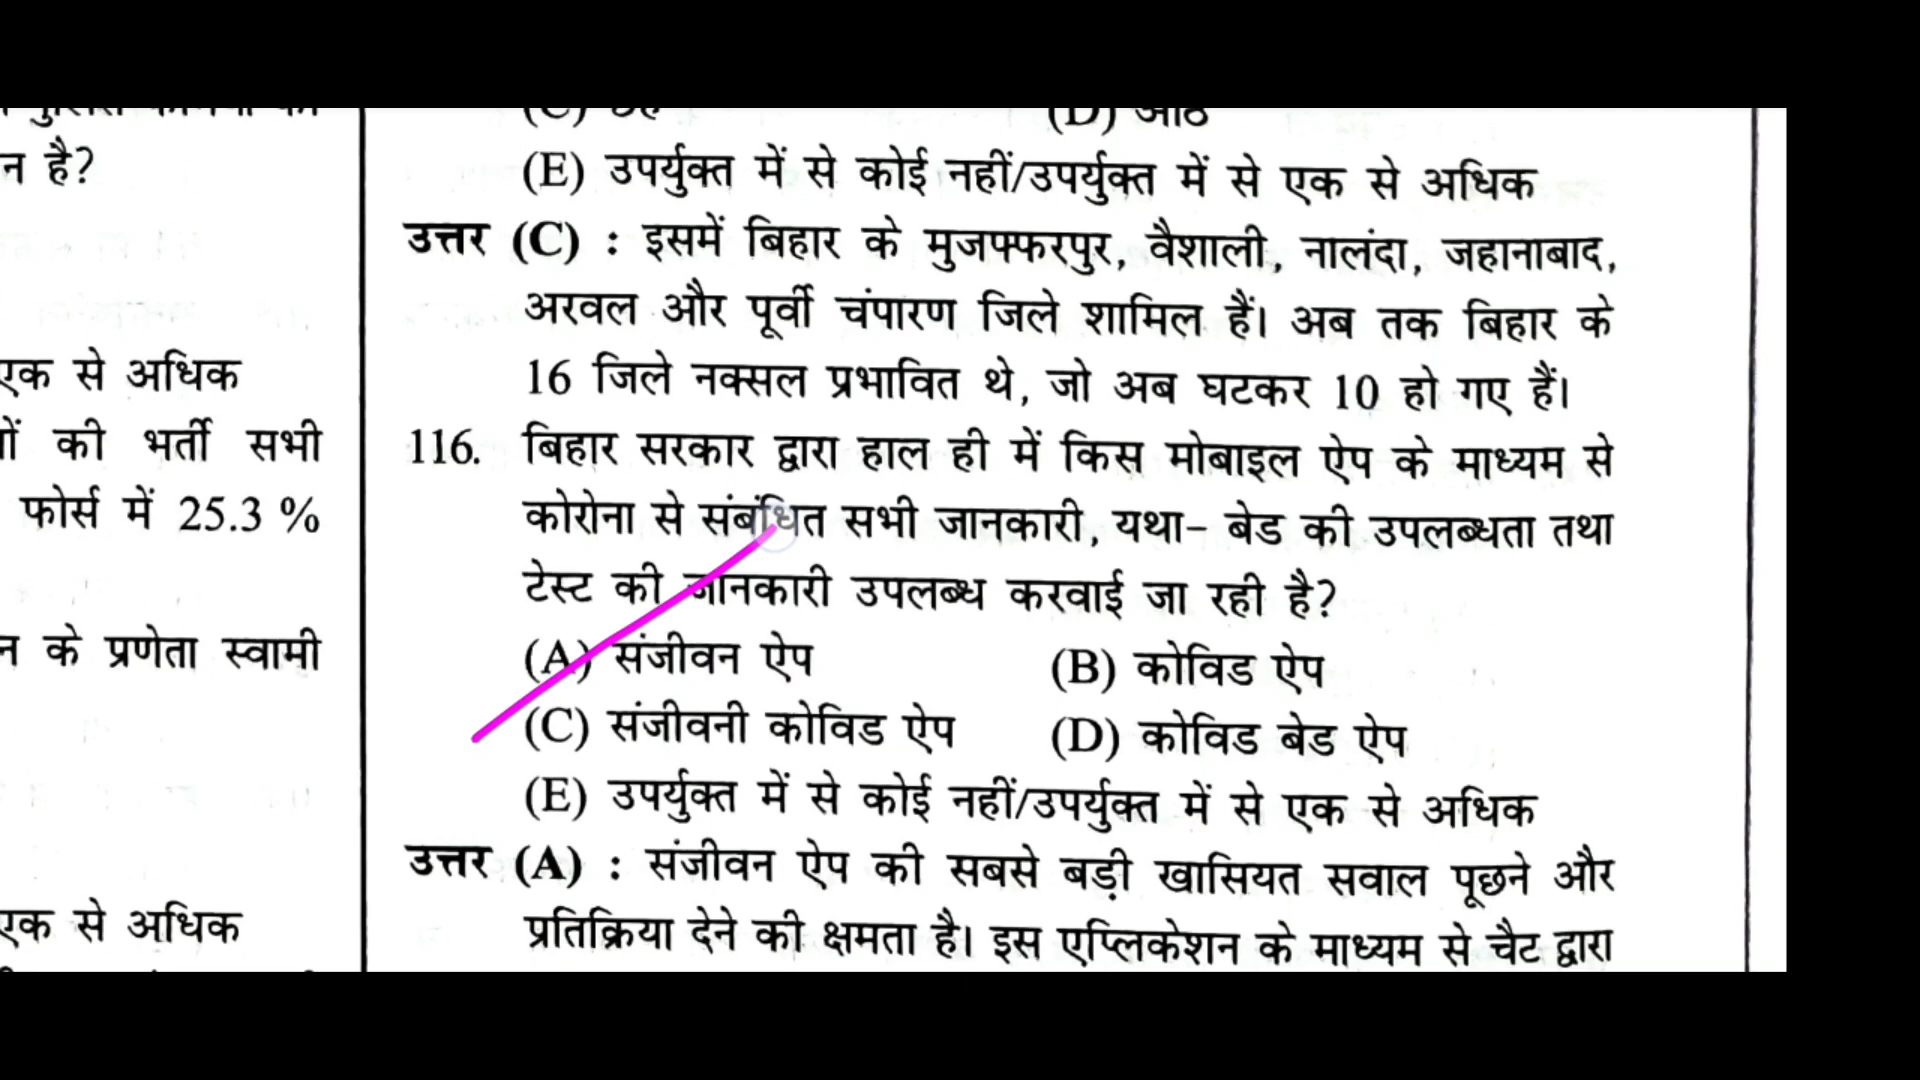 न है?
एक से अधिक
ों की भर्ती सभी
फोर्स में 25.3 %
न के प्रणेता स्वामी
एक से अधिक
(C) छह (D) आठ
(E) उपर्युक्त में से कोई नहीं/उपर्युक्त में से एक से अधिक
उत्तर (C) : इसमें बिहार के मुजफ्फरपुर, वैशाली, नालंदा, जहानाबाद,
अरवल और पूर्वी चंपारण जिले शामिल हैं। अब तक बिहार के
16 जिले नक्सल प्रभावित थे, जो अब घटकर 10 हो गए हैं।
116. बिहार सरकार द्वारा हाल ही में किस मोबाइल ऐप के माध्यम से
कोरोना से संबंधित सभी जानकारी, यथा– बेड की उपलब्धता तथा
टेस्ट की जानकारी उपलब्ध करवाई जा रही है?
(A) संजीवन ऐप (B) कोविड ऐप
(C) संजीवनी कोविड ऐप (D) कोविड बेड ऐप
(E) उपर्युक्त में से कोई नहीं/उपर्युक्त में से एक से अधिक
उत्तर (A) : संजीवन ऐप की सबसे बड़ी खासियत सवाल पूछने और
प्रतिक्रिया देने की क्षमता है। इस एप्लिकेशन के माध्यम से चैट द्वारा